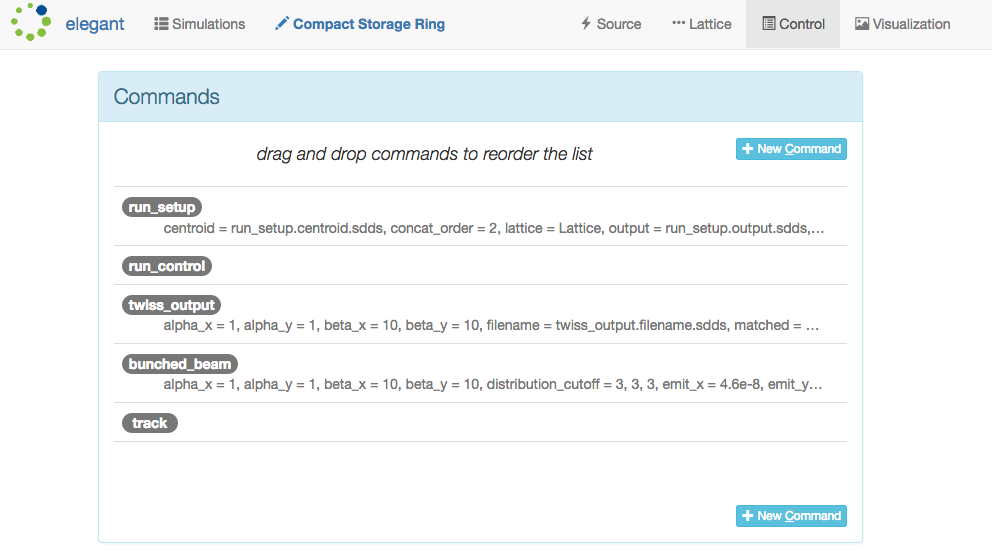 elegant Simulations Compact Storage Ring Source Lattice Control Visualization
Commands
drag and drop commands to reorder the list
+ New Command
run_setup
centroid = run_setup.centroid.sdds, concat_order = 2, lattice = Lattice, output = run_setup.output.sdds,…
run_control
twiss_output
alpha_x = 1, alpha_y = 1, beta_x = 10, beta_y = 10, filename = twiss_output.filename.sdds, matched = …
bunched_beam
alpha_x = 1, alpha_y = 1, beta_x = 10, beta_y = 10, distribution_cutoff = 3, 3, 3, emit_x = 4.6e-8, emit_y…
track
+ New Command